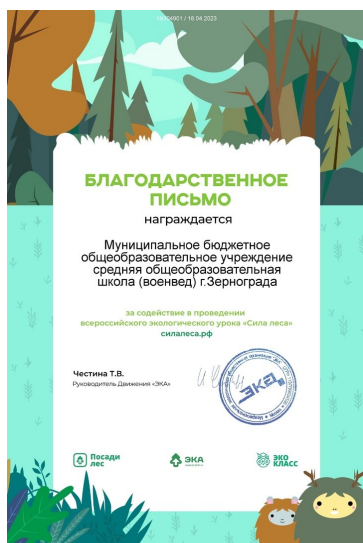 БЛАГОДАРСТВЕННОЕ
ПИСЬМО
награждается
Муниципальное бюджетное
общеобразовательное учреждение
средняя общеобразовательная
школа (военвед) г.Зернограда
за содействие в проведении
всероссийского экологического урока «Сила леса»
силалеса.рф
Честина Т.В.
Руководитель Движения «ЭКА»
ЭКА
Посади
лес
ЭКА
ЭКО
КЛАСС